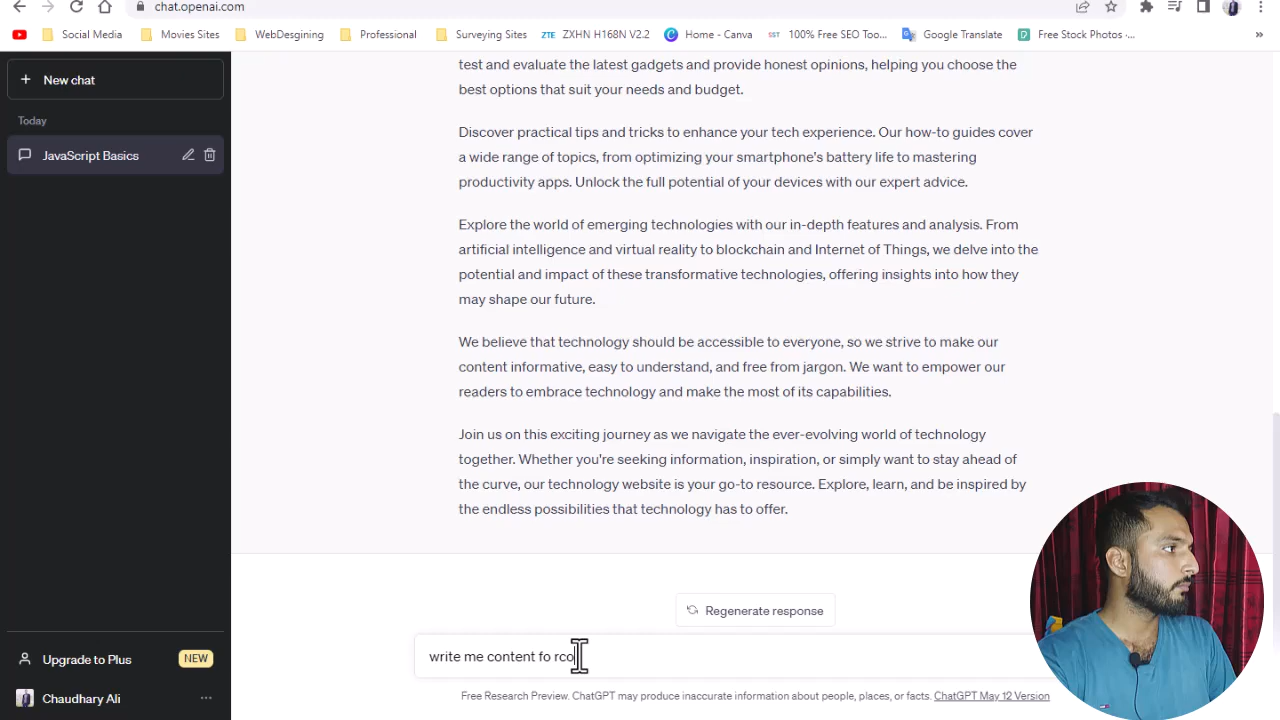 chat.openai.com
Social Media
Movies Sites
WebDesgining
Professional
Surveying Sites
ZTE ZXHN H168N V2.2
Home - Canva
SST 100% Free SEO Too...
Google Translate
Free Stock Photos -...
»
+ New chat
Today
JavaScript Basics
test and evaluate the latest gadgets and provide honest opinions, helping you choose the
best options that suit your needs and budget.
Discover practical tips and tricks to enhance your tech experience. Our how-to guides cover
a wide range of topics, from optimizing your smartphone's battery life to mastering
productivity apps. Unlock the full potential of your devices with our expert advice.
Explore the world of emerging technologies with our in-depth features and analysis. From
artificial intelligence and virtual reality to blockchain and Internet of Things, we delve into the
potential and impact of these transformative technologies, offering insights into how they
may shape our future.
We believe that technology should be accessible to everyone, so we strive to make our
content informative, easy to understand, and free from jargon. We want to empower our
readers to embrace technology and make the most of its capabilities.
Join us on this exciting journey as we navigate the ever-evolving world of technology
together. Whether you're seeking information, inspiration, or simply want to stay ahead of
the curve, our technology website is your go-to resource. Explore, learn, and be inspired by
the endless possibilities that technology has to offer.
Regenerate response
write me content fo rco
Free Research Preview. ChatGPT may produce inaccurate information about people, places, or facts. ChatGPT May 12 Version
Upgrade to Plus
NEW
Chaudhary Ali